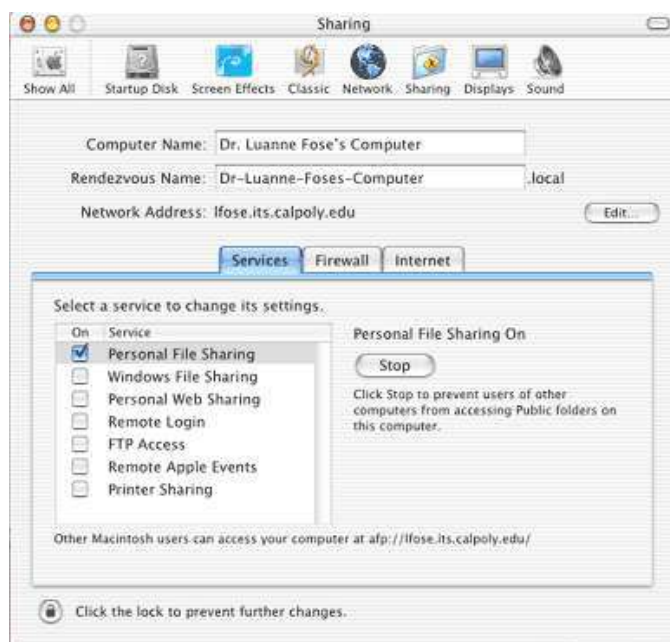 Sharing
Show All Startup Disk Screen Effects Classic Network Sharing Displays Sound
Computer Name: Dr. Luanne Fose's Computer
Rendezvous Name: Dr-Luanne-Foses-Computer .local
Network Address: lfose.its.calpoly.edu Edit...
Services Firewall Internet
Select a service to change its settings.
On Service
Personal File Sharing
Windows File Sharing
Personal Web Sharing
Remote Login
FTP Access
Remote Apple Events
Printer Sharing
Personal File Sharing On
Stop
Click Stop to prevent users of other
computers from accessing Public folders on
this computer.
Other Macintosh users can access your computer at afp://lfose.its.calpoly.edu/
Click the lock to prevent further changes.